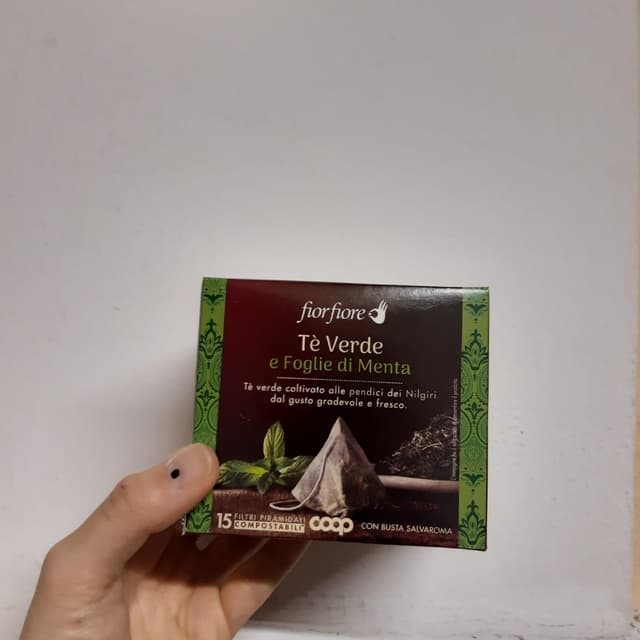 fiorfiore
Tè Verde
e Foglie di Menta
Tè verde coltivato alle pendici dei Nilgiri
dal gusto gradevole e fresco.
15 FILTRI PIRAMIDATI
COMPOSTABILI*
coop
CON BUSTA SALVAROMA